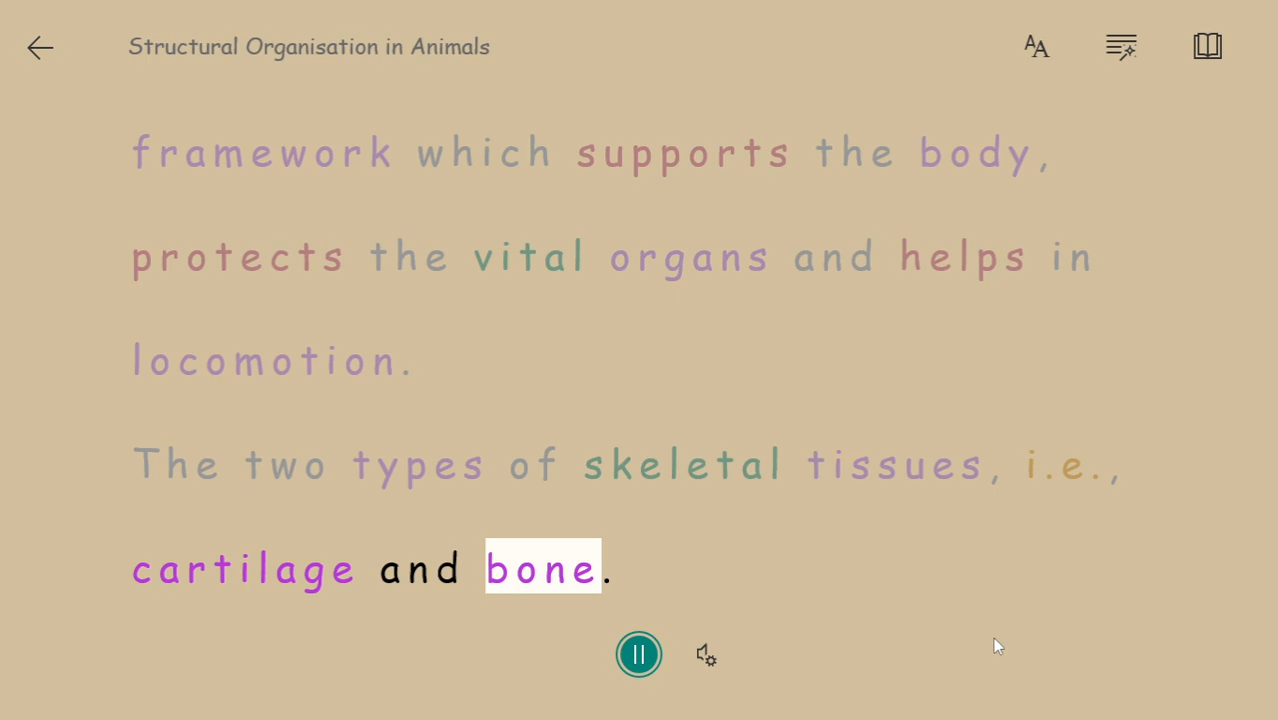 Structural Organisation in Animals
framework which supports the body,
protects the vital organs and helps in
locomotion.
The two types of skeletal tissues, i.e.,
cartilage and bone.